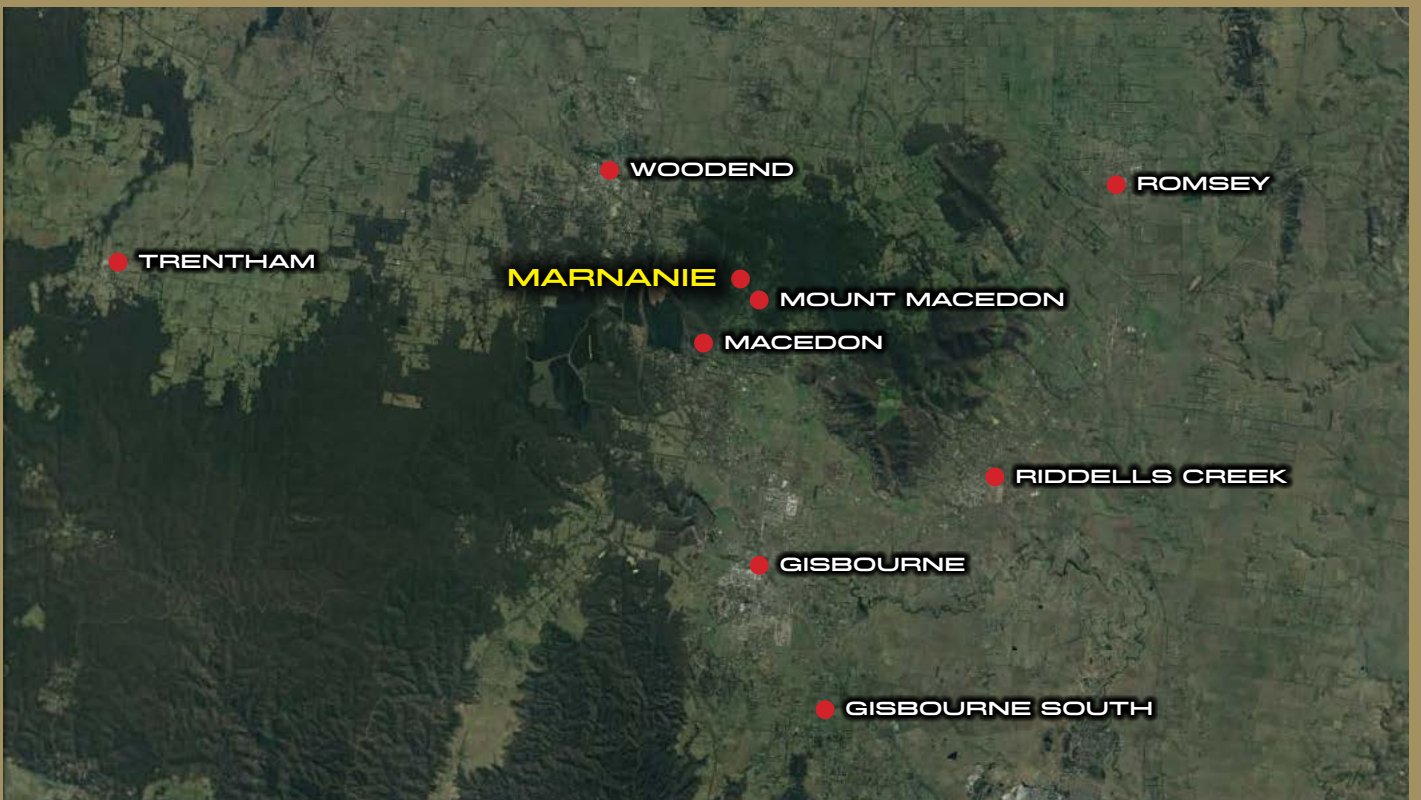 WOODEND
ROMSEY
TRENTHAM
MARNANIE
MOUNT MACEDON
MACEDON
RIDDELLS CREEK
GISBOURNE
GISBOURNE SOUTH